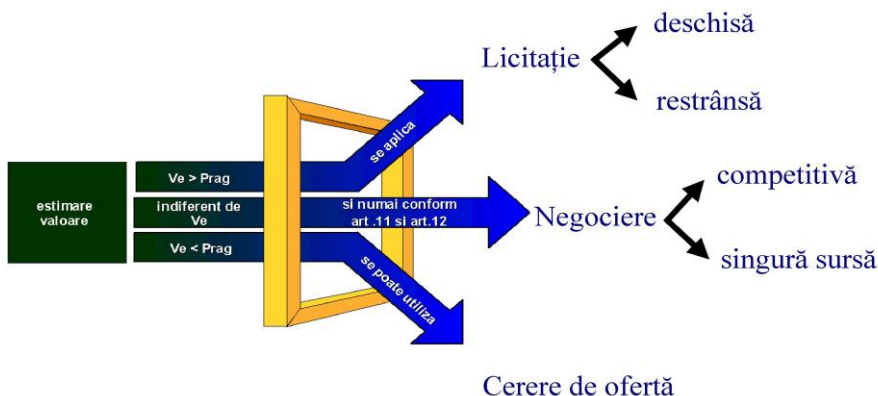 estimare
valoare
Ve > Prag
indiferent de
Ve
Ve < Prag
se aplica
si numai conform
art .11 si art.12
se poate utiliza
Licitație
deschisă
restrânsă
Negociere
competitivă
singură sursă
Cerere de ofertă